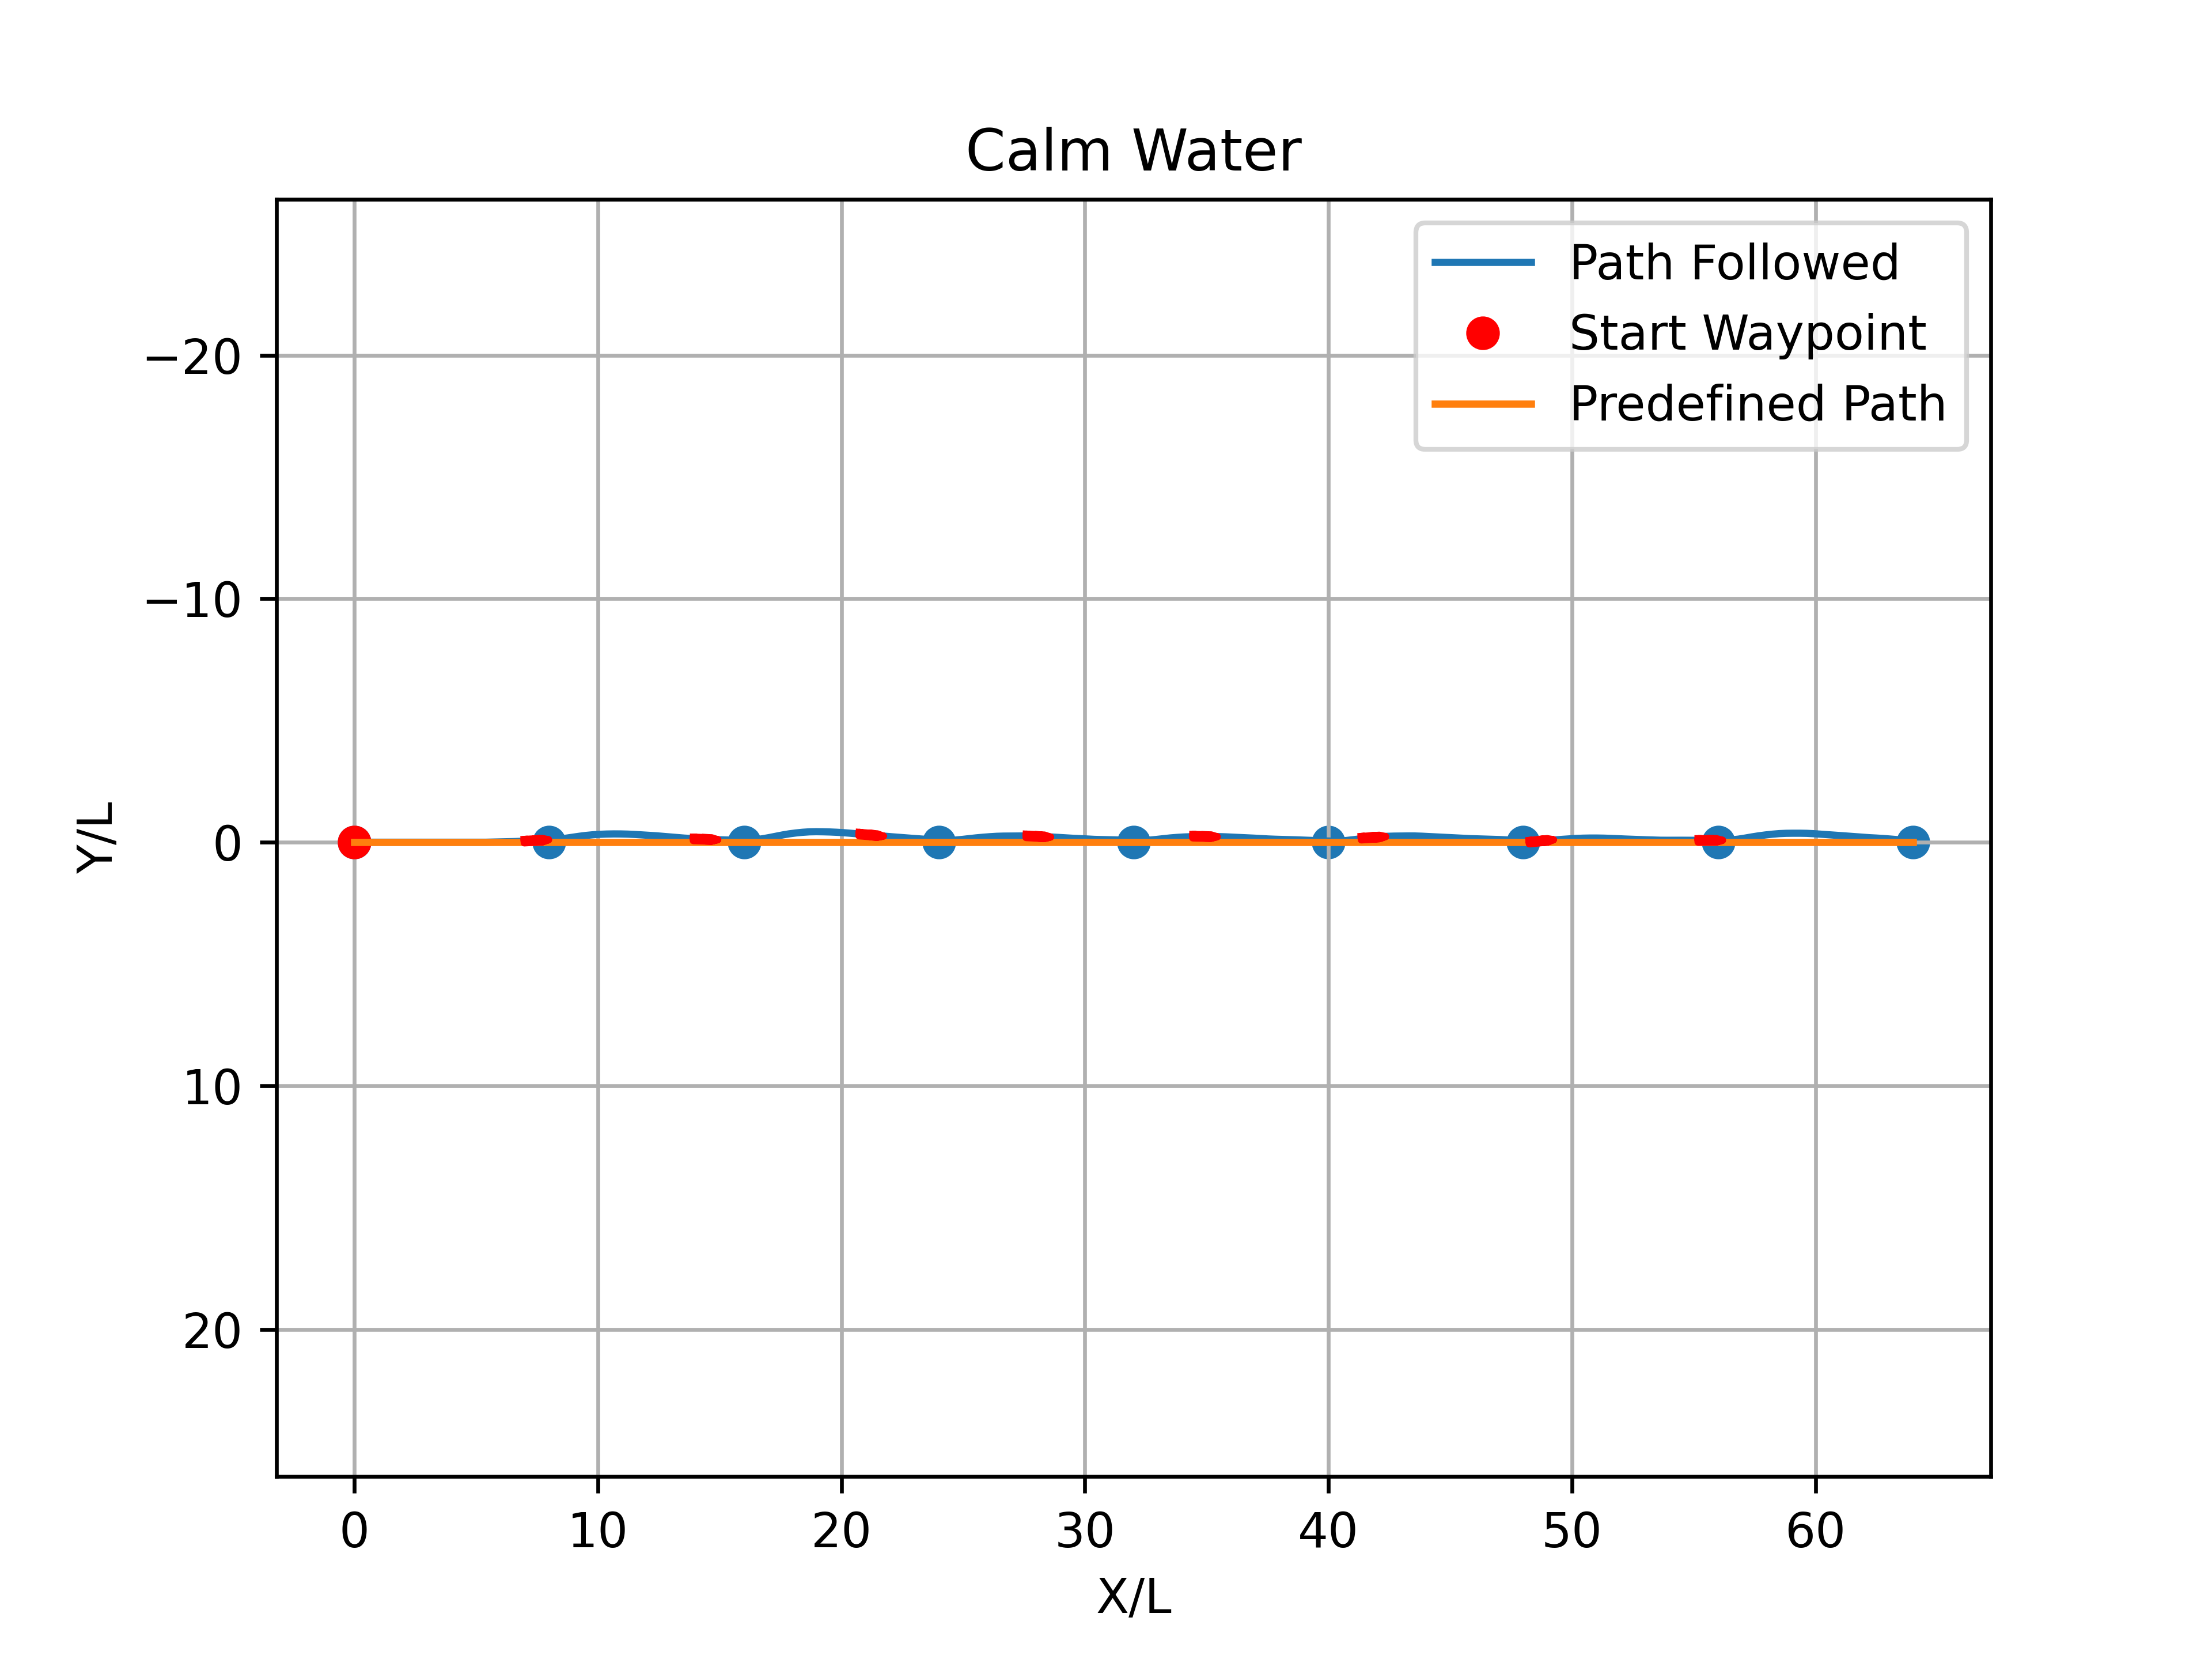 Calm Water
Path Followed
Start Waypoint
Predefined Path
−20
−10
0
10
20
Y/L
0 10 20 30 40 50 60
X/L